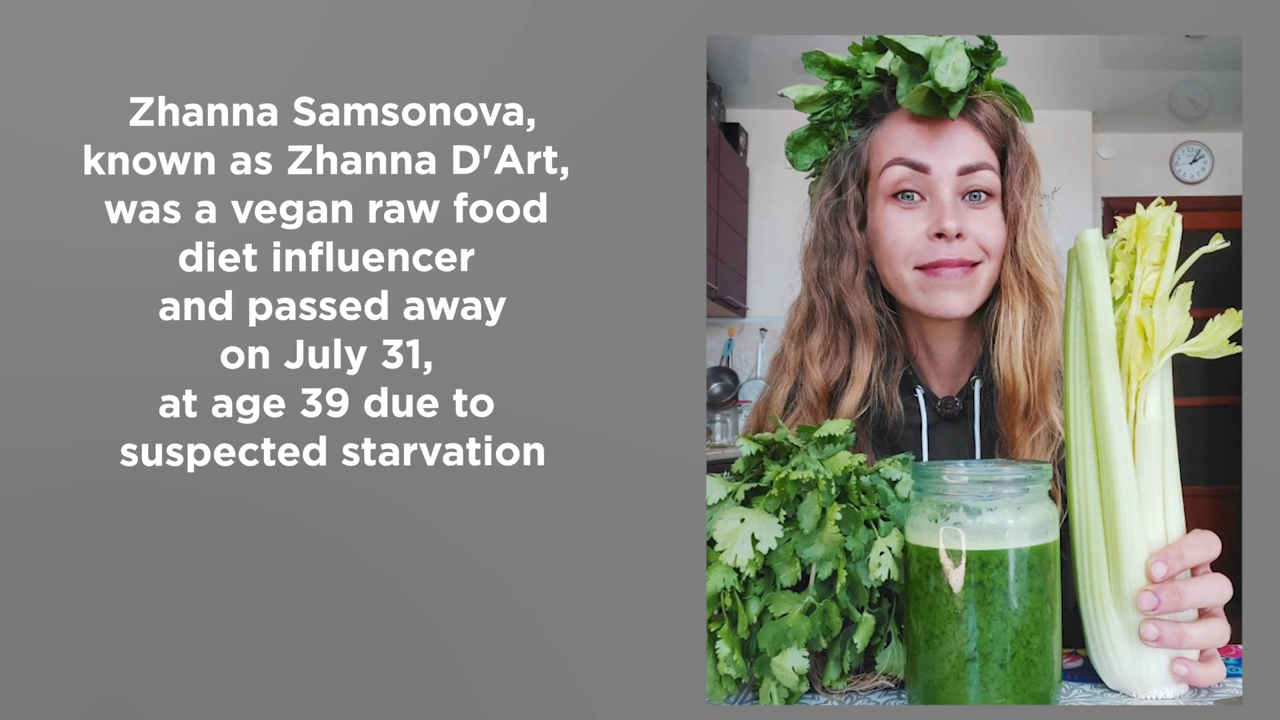 Zhanna Samsonova,
known as Zhanna D'Art,
was a vegan raw food
diet influencer
and passed away
on July 31,
at age 39 due to
suspected starvation